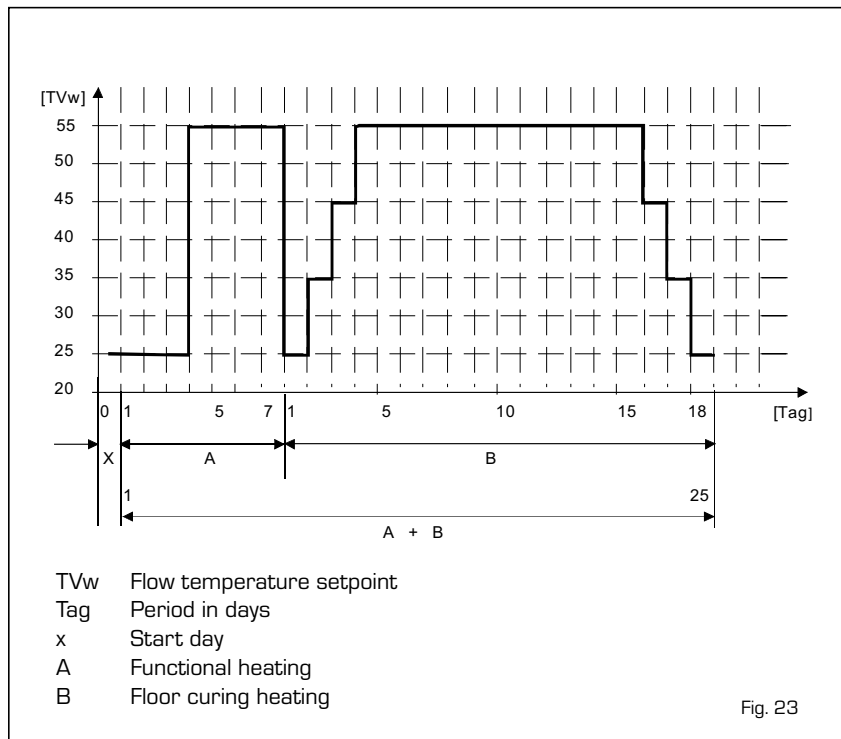 [TVw]
55
50
45
40
35
30
25
20
0 1 5 7 1 5 10 15 18 [Tag]
X A B
1 25
A + B
TVw Flow temperature setpoint
Tag Period in days
x Start day
A Functional heating
B Floor curing heating
Fig. 23